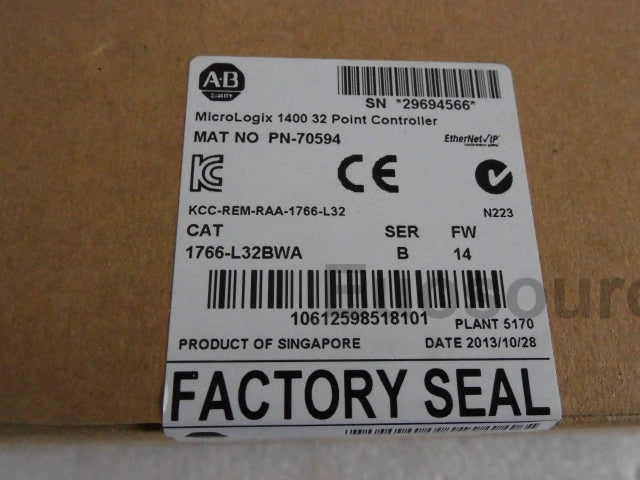 A·B
QUALITY
SN *29694566*
MicroLogix 1400 32 Point Controller
MAT NO PN-70594
EtherNet/IP
KCC-REM-RAA-1766-L32
N223
CAT SER FW
1766-L32BWA B 14
10612598518101
PLANT 5170
PRODUCT OF SINGAPORE DATE 2013/10/28
FACTORY SEAL